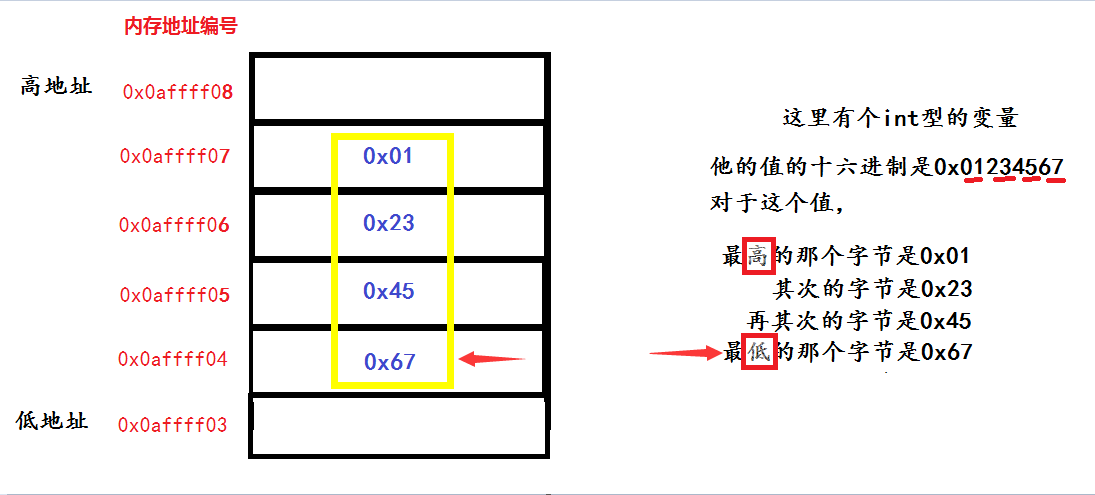 内存地址编号
高地址 0x0affff08
0x0affff07 0x01
0x0affff06 0x23
0x0affff05 0x45
0x0affff04 0x67
低地址 0x0affff03
这里有个int型的变量
他的值的十六进制是0x01234567
对于这个值，
最高的那个字节是0x01
其次的字节是0x23
再其次的字节是0x45
最低的那个字节是0x67